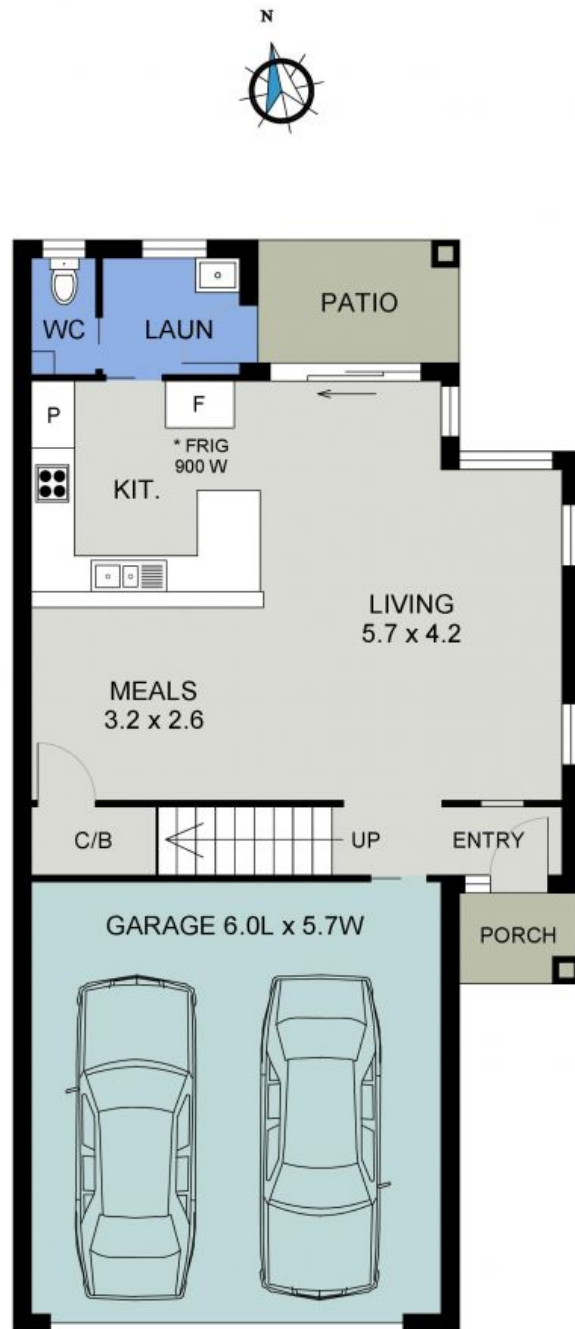 N
WC
LAUN
PATIO
P
F
* FRIG
900 W
KIT.
LIVING
5.7 x 4.2
MEALS
3.2 x 2.6
C/B
UP
ENTRY
GARAGE 6.0L x 5.7W
PORCH